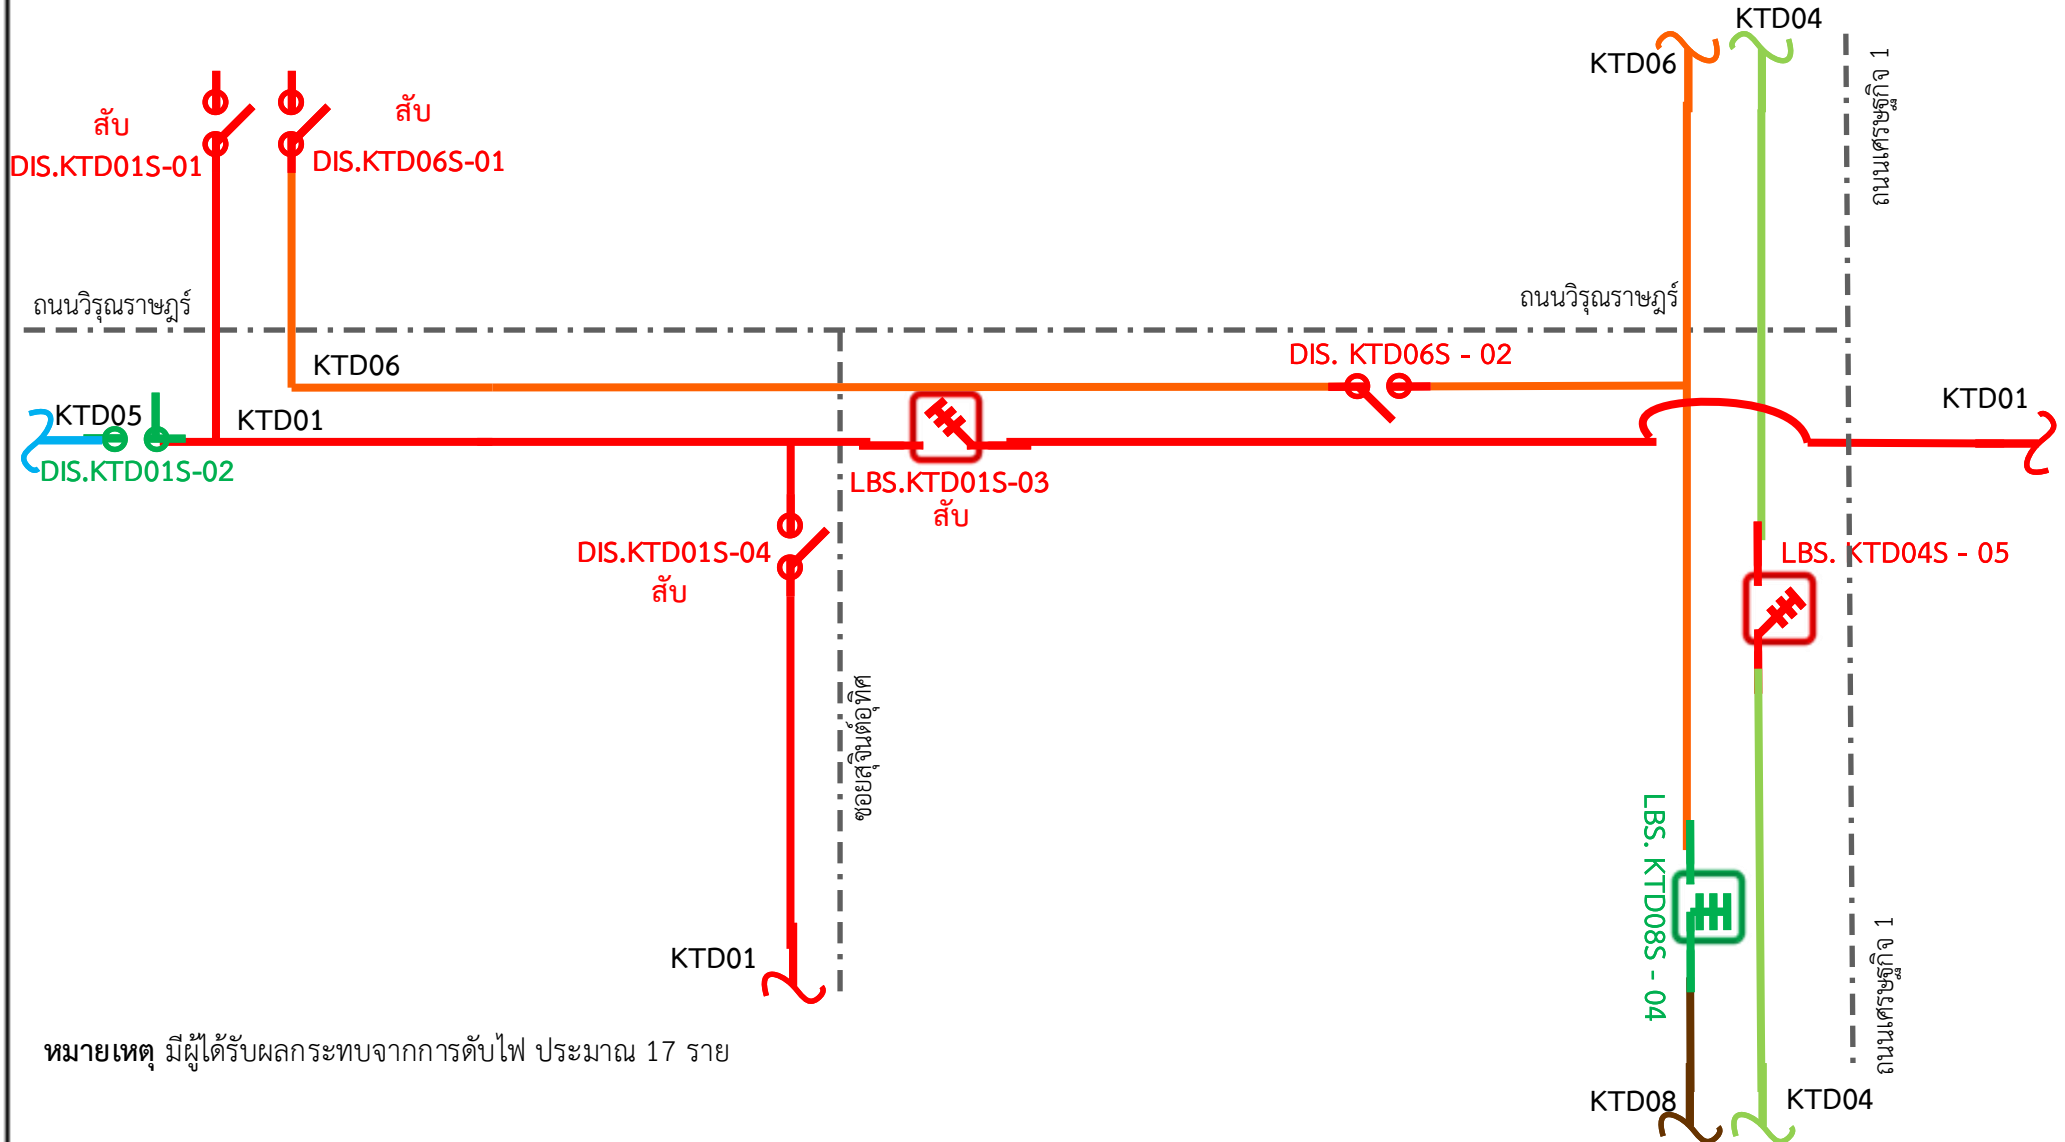 KTD04
KTD06
ถนนเศรษฐกิจ 1
สับ
DIS.KTD01S-01
สับ
DIS.KTD06S-01
ถนนวิรุณราษฎร์
ถนนวิรุณราษฎร์
KTD06
DIS. KTD06S - 02
KTD05
KTD01
KTD01
DIS.KTD01S-02
LBS.KTD01S-03
สับ
DIS.KTD01S-04
สับ
LBS. KTD04S - 05
ซอยสุจินต์อุทิศ
LBS. KTD08S - 04
KTD01
ถนนเศรษฐกิจ 1
หมายเหตุ มีผู้ได้รับผลกระทบจากการดับไฟ ประมาณ 17 ราย
KTD08
KTD04